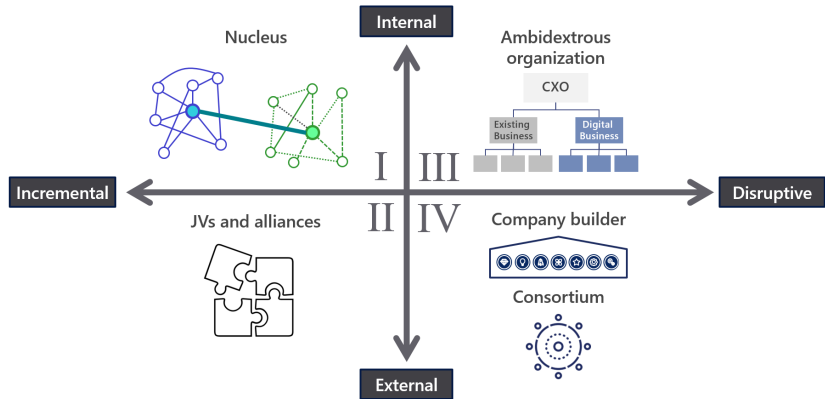 Internal
Nucleus
Ambidextrous
organization
CXO
Existing
Business
Digital
Business
I
III
Incremental
Disruptive
II
IV
JVs and alliances
Company builder
Consortium
External